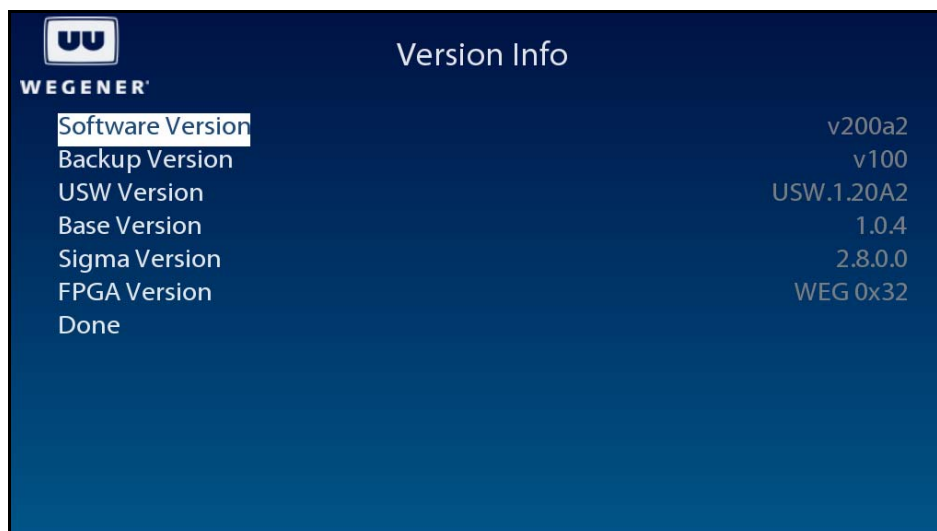 WEGENER
Version Info
Software Version v200a2
Backup Version v100
USW Version USW.1.20A2
Base Version 1.0.4
Sigma Version 2.8.0.0
FPGA Version WEG 0x32
Done